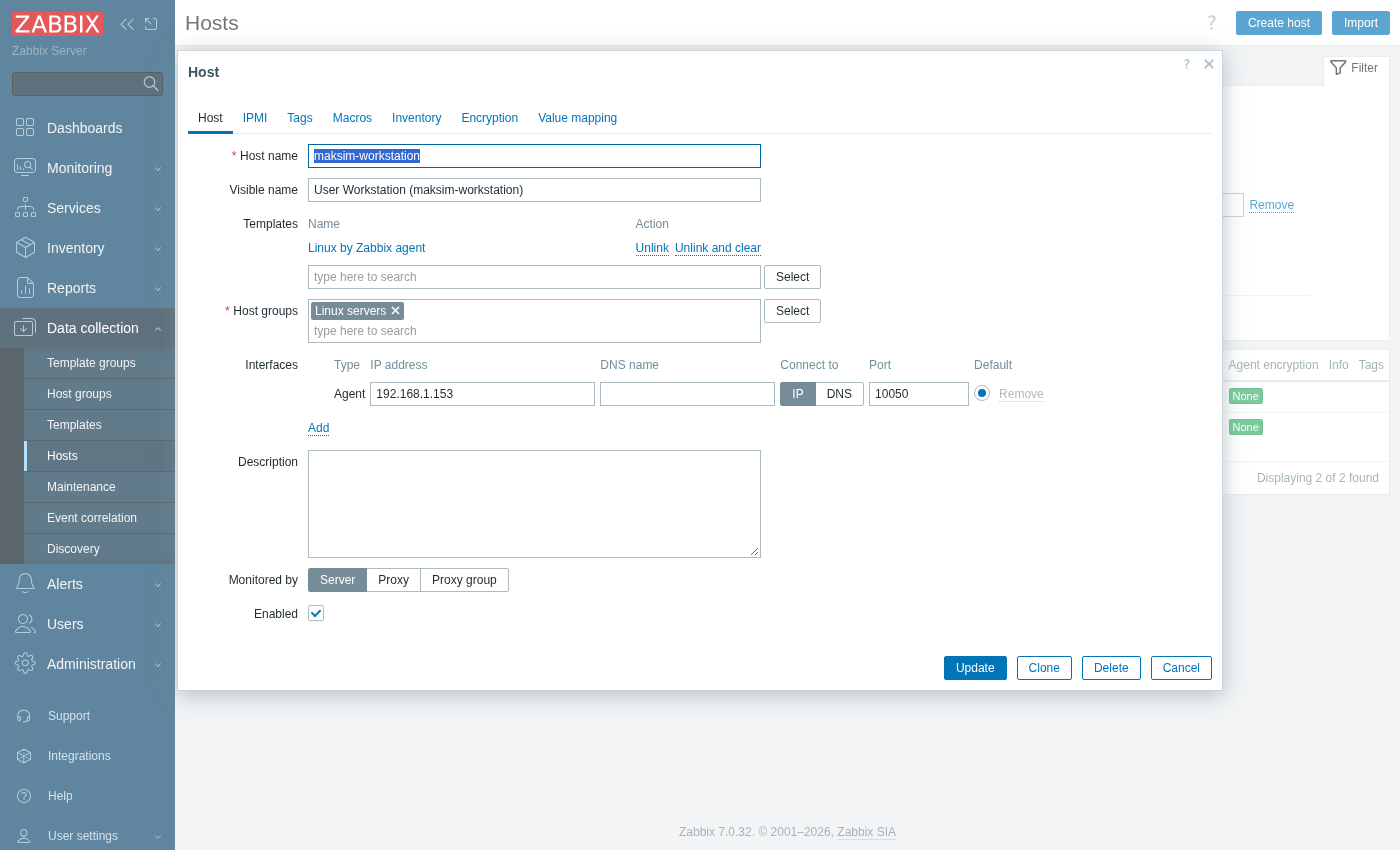 ZABBIX
Zabbix Server
Dashboards
Monitoring
Services
Inventory
Reports
Data collection
Template groups
Host groups
Templates
Hosts
Maintenance
Event correlation
Discovery
Alerts
Users
Administration
Support
Integrations
Help
User settings
Hosts
? Create host Import
Filter
Remove
Agent encryption Info Tags
None
None
Displaying 2 of 2 found
Host
?
Host IPMI Tags Macros Inventory Encryption Value mapping
* Host name maksim-workstation
Visible name User Workstation (maksim-workstation)
Templates Name Action
Linux by Zabbix agent Unlink Unlink and clear
type here to search Select
* Host groups Linux servers Select
type here to search
Interfaces Type IP address DNS name Connect to Port Default
Agent 192.168.1.153 IP DNS 10050 Remove
Add
Description
Monitored by Server Proxy Proxy group
Enabled
Update Clone Delete Cancel
Zabbix 7.0.32. © 2001–2026, Zabbix SIA